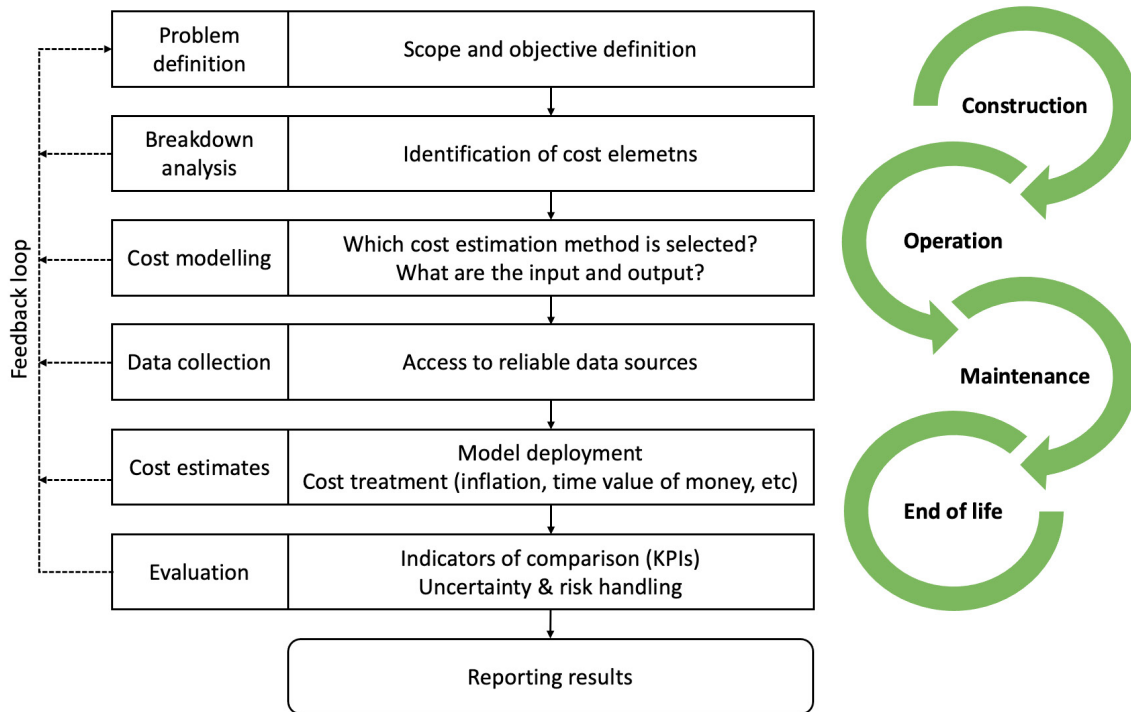 Problem
definition
Scope and objective definition
Breakdown
analysis
Identification of cost elemetns
Cost modelling
Which cost estimation method is selected?
What are the input and output?
Data collection
Access to reliable data sources
Cost estimates
Model deployment
Cost treatment (inflation, time value of money, etc)
Evaluation
Indicators of comparison (KPIs)
Uncertainty & risk handling
Reporting results
Feedback loop
Construction
Operation
Maintenance
End of life